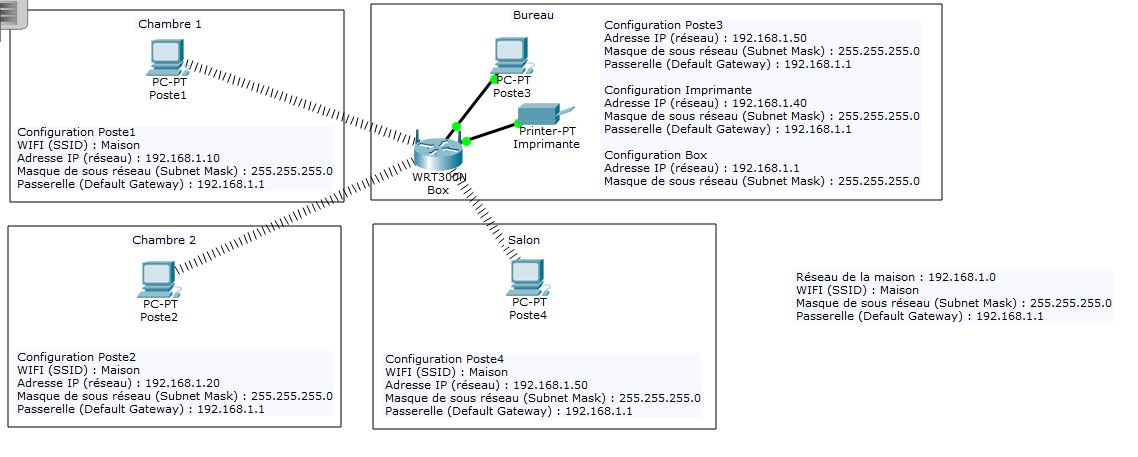 Chambre 1
PC-PT
Poste1
Configuration Poste1
WIFI (SSID) : Maison
Adresse IP (réseau) : 192.168.1.10
Masque de sous réseau (Subnet Mask) : 255.255.255.0
Passerelle (Default Gateway) : 192.168.1.1
Bureau
PC-PT
Poste3
Printer-PT
Imprimante
WRT300N
Box
Configuration Poste3
Adresse IP (réseau) : 192.168.1.50
Masque de sous réseau (Subnet Mask) : 255.255.255.0
Passerelle (Default Gateway) : 192.168.1.1
Configuration Imprimante
Adresse IP (réseau) : 192.168.1.40
Masque de sous réseau (Subnet Mask) : 255.255.255.0
Passerelle (Default Gateway) : 192.168.1.1
Configuration Box
Adresse IP (réseau) : 192.168.1.1
Masque de sous réseau (Subnet Mask) : 255.255.255.0
Chambre 2
PC-PT
Poste2
Configuration Poste2
WIFI (SSID) : Maison
Adresse IP (réseau) : 192.168.1.20
Masque de sous réseau (Subnet Mask) : 255.255.255.0
Passerelle (Default Gateway) : 192.168.1.1
Salon
PC-PT
Poste4
Configuration Poste4
WIFI (SSID) : Maison
Adresse IP (réseau) : 192.168.1.50
Masque de sous réseau (Subnet Mask) : 255.255.255.0
Passerelle (Default Gateway) : 192.168.1.1
Réseau de la maison : 192.168.1.0
WIFI (SSID) : Maison
Masque de sous réseau (Subnet Mask) : 255.255.255.0
Passerelle (Default Gateway) : 192.168.1.1